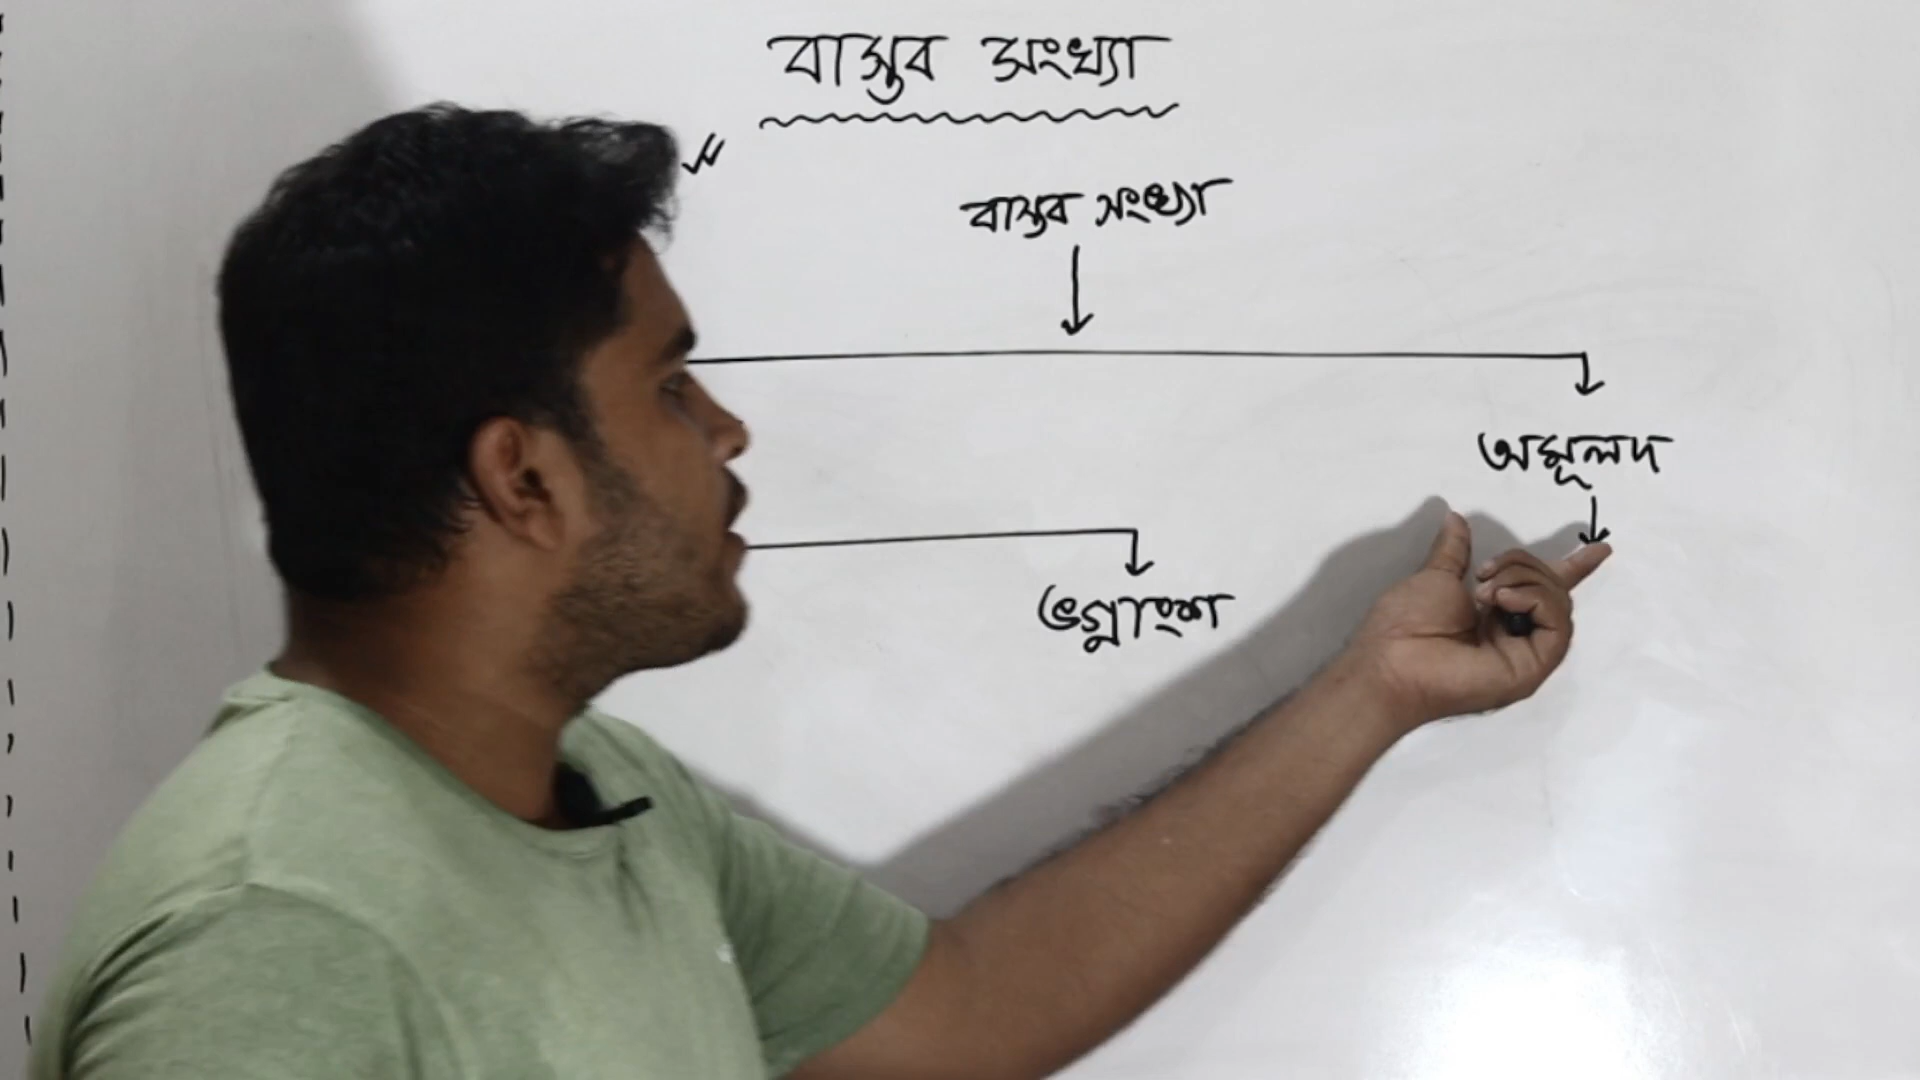 বাস্তব সংখ্যা
বাস্তব সংখ্যা
অমূলদ
ভগ্নাংশ